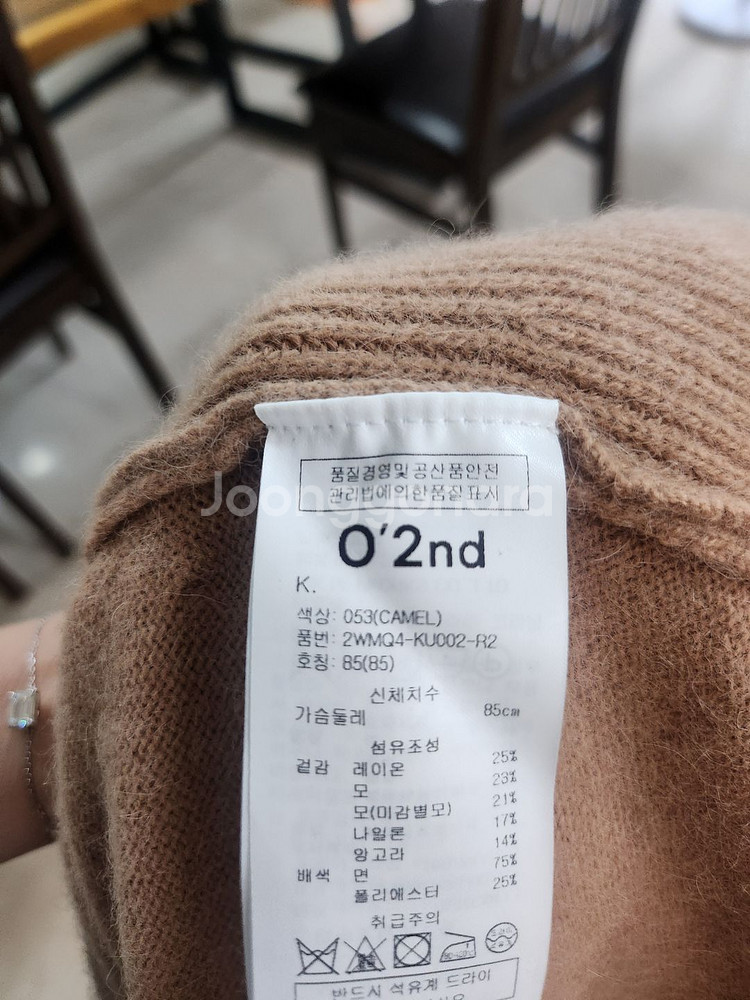 품질경영및 공산품안전
관리법에의한품질표시
Joonggonara
O'2nd
K.
색상: 053(CAMEL)
품번: 2WMQ4-KU002-R2
호칭: 85(85)
신체치수
가슴둘레 85cm
섬유조성
겉감 레이온 25%
모 23%
모(미감별모) 21%
나일론 17%
앙고라 14%
배색 면 75%
폴리에스터 25%
취급주의
반드시 석유계 드라이